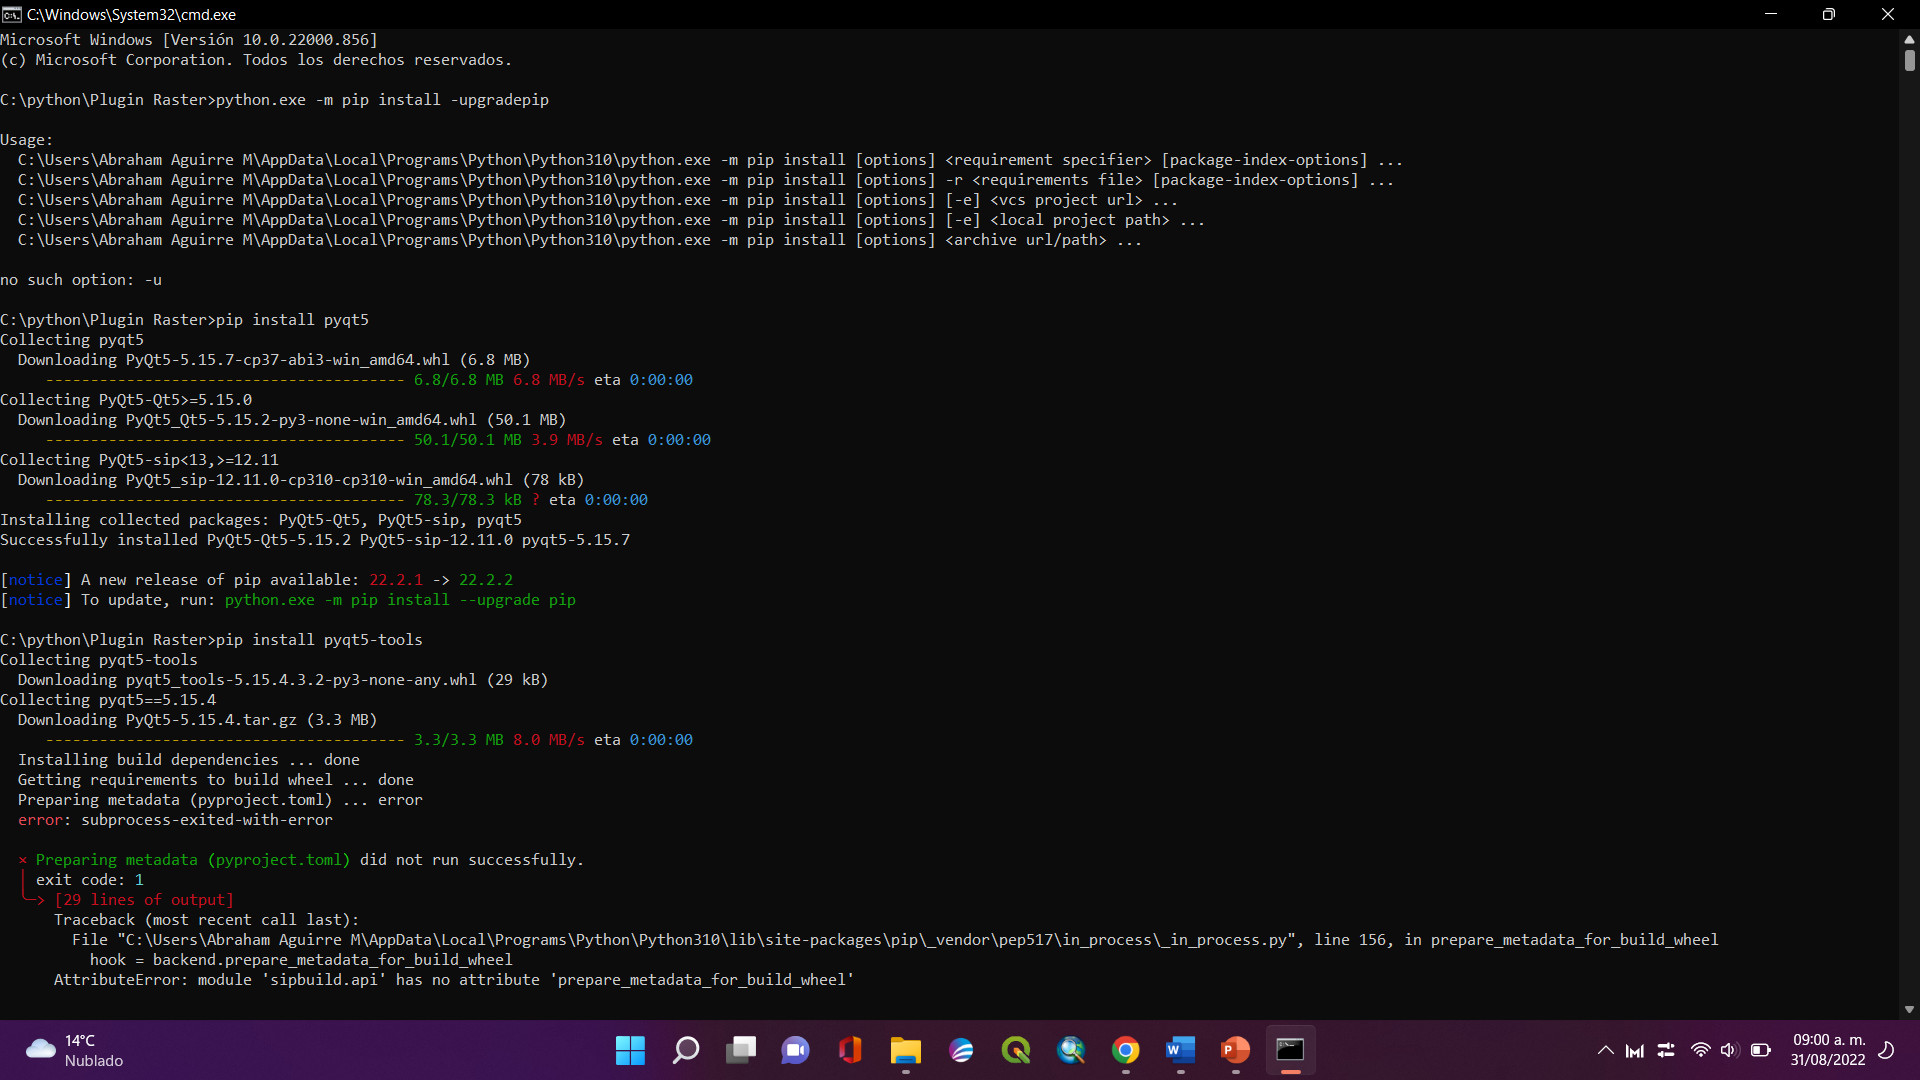 C:\Windows\System32\cmd.exe
Microsoft Windows [Versión 10.0.22000.856]
(c) Microsoft Corporation. Todos los derechos reservados.
C:\python\Plugin Raster>python.exe -m pip install -upgradepip
Usage:
C:\Users\Abraham Aguirre M\AppData\Local\Programs\Python\Python310\python.exe -m pip install [options] <requirement specifier> [package-index-options] ...
C:\Users\Abraham Aguirre M\AppData\Local\Programs\Python\Python310\python.exe -m pip install [options] -r <requirements file> [package-index-options] ...
C:\Users\Abraham Aguirre M\AppData\Local\Programs\Python\Python310\python.exe -m pip install [options] [-e] <vcs project url> ...
C:\Users\Abraham Aguirre M\AppData\Local\Programs\Python\Python310\python.exe -m pip install [options] [-e] <local project path> ...
C:\Users\Abraham Aguirre M\AppData\Local\Programs\Python\Python310\python.exe -m pip install [options] <archive url/path> ...
no such option: -u
C:\python\Plugin Raster>pip install pyqt5
Collecting pyqt5
Downloading PyQt5-5.15.7-cp37-abi3-win_amd64.whl (6.8 MB)
---------------------------------------- 6.8/6.8 MB 6.8 MB/s eta 0:00:00
Collecting PyQt5-Qt5>=5.15.0
Downloading PyQt5_Qt5-5.15.2-py3-none-win_amd64.whl (50.1 MB)
---------------------------------------- 50.1/50.1 MB 3.9 MB/s eta 0:00:00
Collecting PyQt5-sip<13,>=12.11
Downloading PyQt5_sip-12.11.0-cp310-cp310-win_amd64.whl (78 kB)
---------------------------------------- 78.3/78.3 kB ? eta 0:00:00
Installing collected packages: PyQt5-Qt5, PyQt5-sip, pyqt5
Successfully installed PyQt5-Qt5-5.15.2 PyQt5-sip-12.11.0 pyqt5-5.15.7
[notice] A new release of pip available: 22.2.1 -> 22.2.2
[notice] To update, run: python.exe -m pip install --upgrade pip
C:\python\Plugin Raster>pip install pyqt5-tools
Collecting pyqt5-tools
Downloading pyqt5_tools-5.15.4.3.2-py3-none-any.whl (29 kB)
Collecting pyqt5==5.15.4
Downloading PyQt5-5.15.4.tar.gz (3.3 MB)
---------------------------------------- 3.3/3.3 MB 8.0 MB/s eta 0:00:00
Installing build dependencies ... done
Getting requirements to build wheel ... done
Preparing metadata (pyproject.toml) ... error
error: subprocess-exited-with-error
× Preparing metadata (pyproject.toml) did not run successfully.
│ exit code: 1
╰─> [29 lines of output]
Traceback (most recent call last):
File "C:\Users\Abraham Aguirre M\AppData\Local\Programs\Python\Python310\lib\site-packages\pip\_vendor\pep517\in_process\_in_process.py", line 156, in prepare_metadata_for_build_wheel
hook = backend.prepare_metadata_for_build_wheel
AttributeError: module 'sipbuild.api' has no attribute 'prepare_metadata_for_build_wheel'
14°C
Nublado
09:00 a. m.
31/08/2022